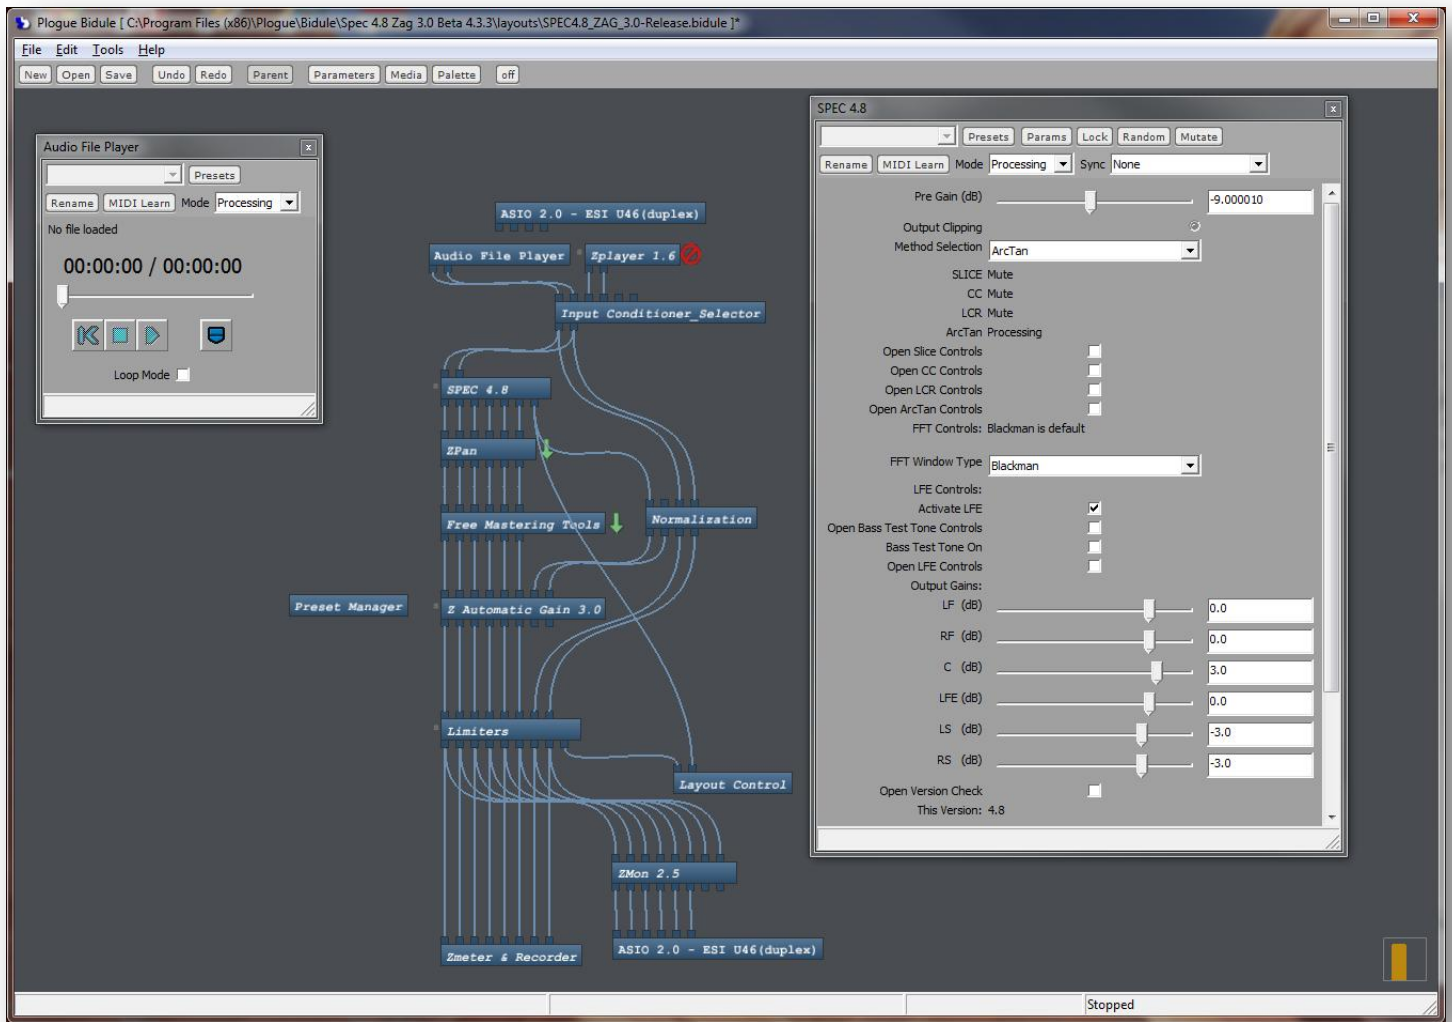 Plogue Bidule [ C:\Program Files (x86)\Plogue\Bidule\Spec 4.8 Zag 3.0 Beta 4.3.3\layouts\SPEC4.8_ZAG_3.0-Release.bidule ]*
File Edit Tools Help
New Open Save Undo Redo Parent Parameters Media Palette off
Audio File Player
Presets
Rename MIDI Learn Mode Processing
No file loaded
00:00:00 / 00:00:00
Loop Mode
ASIO 2.0 - ESI U46(duplex)
Audio File Player
Zplayer 1.6
Input Conditioner_Selector
SPEC 4.8
ZPan
Free Mastering Tools
Normalization
Preset Manager
Z Automatic Gain 3.0
Limiters
Layout Control
ZMon 2.5
Zmeter & Recorder
ASIO 2.0 - ESI U46(duplex)
SPEC 4.8
Presets Params Lock Random Mutate
Rename MIDI Learn Mode Processing Sync None
Pre Gain (dB) -9.000010
Output Clipping
Method Selection ArcTan
SLICE Mute
CC Mute
LCR Mute
ArcTan Processing
Open Slice Controls
Open CC Controls
Open LCR Controls
Open ArcTan Controls
FFT Controls: Blackman is default
FFT Window Type Blackman
LFE Controls:
Activate LFE
Open Bass Test Tone Controls
Bass Test Tone On
Open LFE Controls
Output Gains:
LF (dB) 0.0
RF (dB) 0.0
C (dB) 3.0
LFE (dB) 0.0
LS (dB) -3.0
RS (dB) -3.0
Open Version Check
This Version: 4.8
Stopped